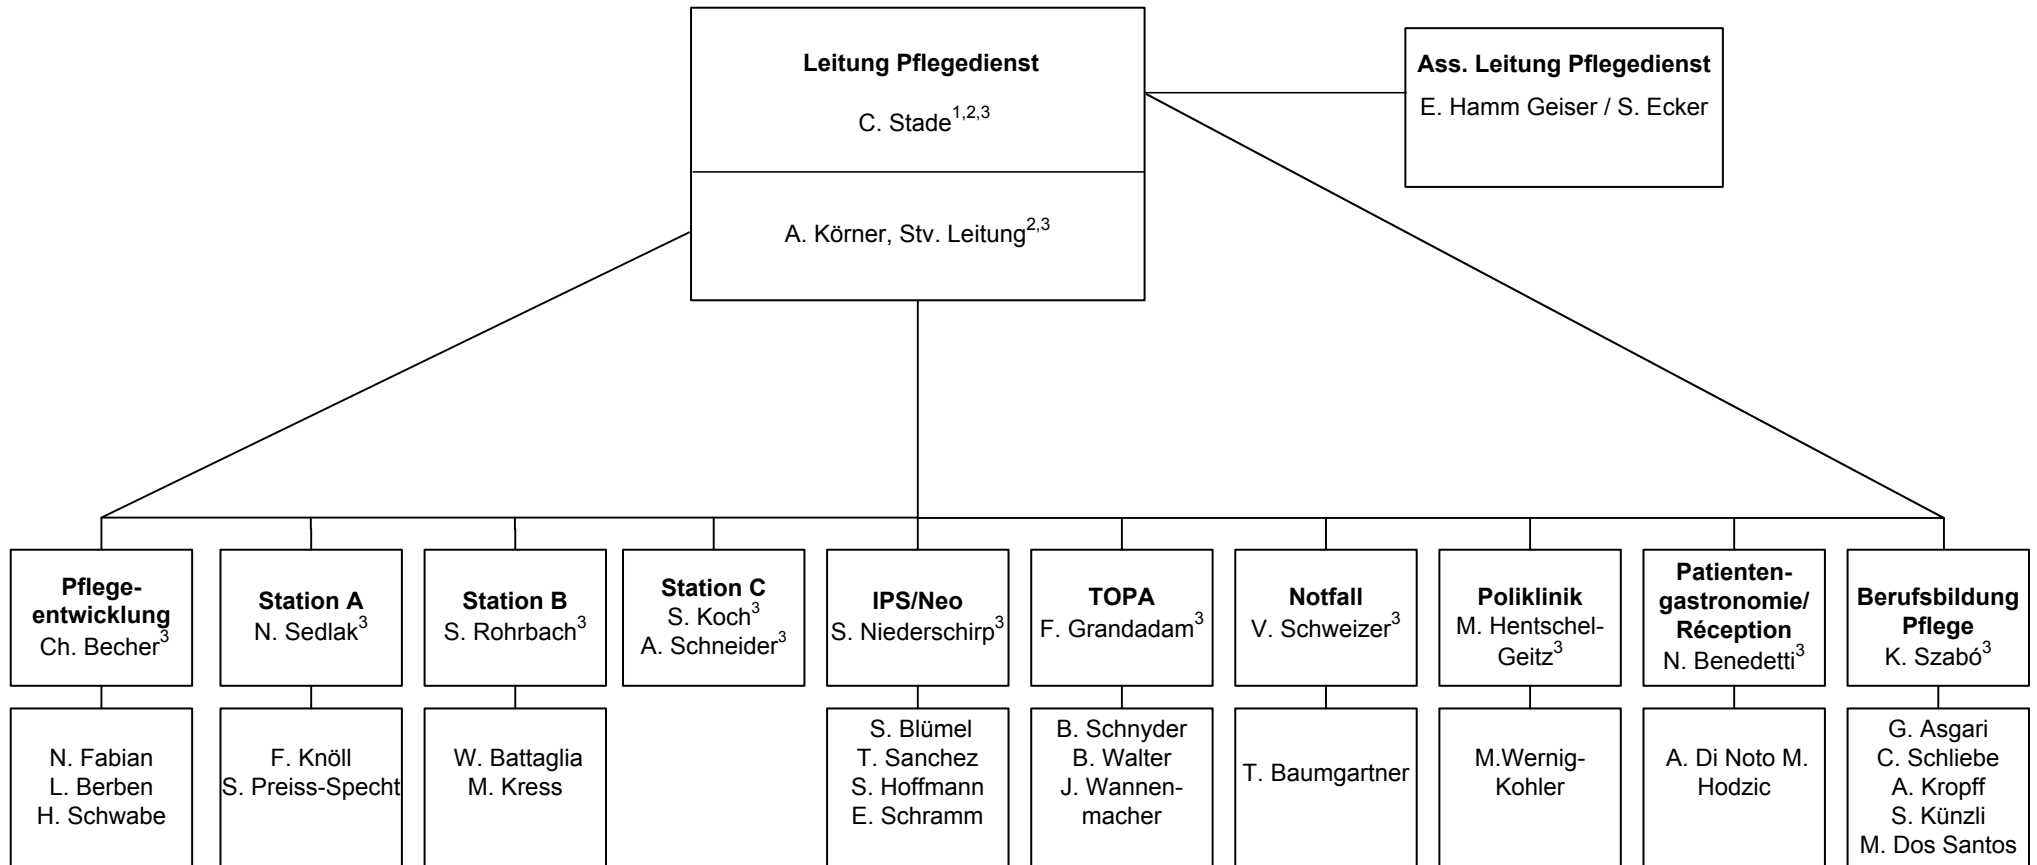 Leitung Pflegedienst
C. Stade1,2,3
A. Körner, Stv. Leitung2,3
Ass. Leitung Pflegedienst
E. Hamm Geiser / S. Ecker
Pflege-
entwicklung
Ch. Becher3
Station A
N. Sedlak3
Station B
S. Rohrbach3
Station C
S. Koch3
A. Schneider3
IPS/Neo
S. Niederschirp3
TOPA
F. Grandadam3
Notfall
V. Schweizer3
Poliklinik
M. Hentschel-
Geitz3
Patienten-
gastronomie/
Réception
N. Benedetti3
Berufsbildung
Pflege
K. Szabó3
N. Fabian
L. Berben
H. Schwabe
F. Knöll
S. Preiss-Specht
W. Battaglia
M. Kress
S. Blümel
T. Sanchez
S. Hoffmann
E. Schramm
B. Schnyder
B. Walter
J. Wannen-
macher
T. Baumgartner
M.Wernig-
Kohler
A. Di Noto M.
Hodzic
G. Asgari
C. Schliebe
A. Kropff
S. Künzli
M. Dos Santos